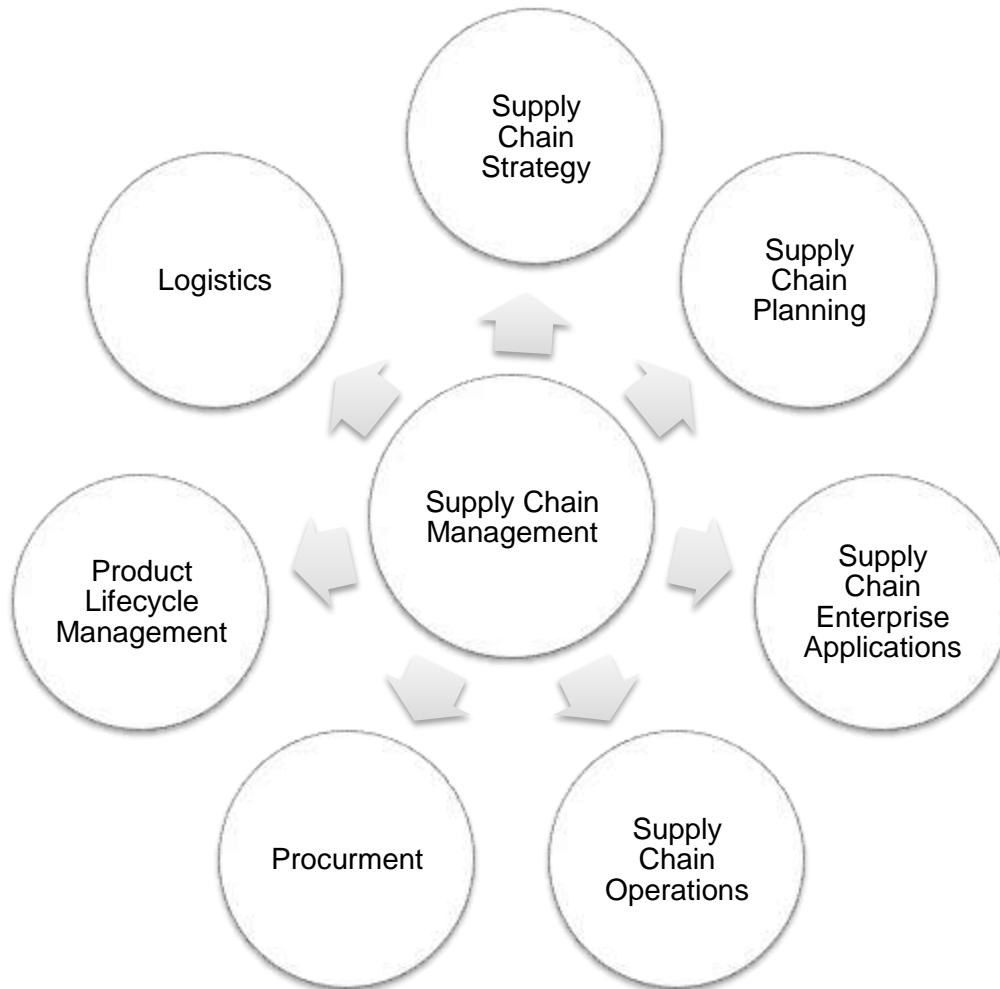 Supply
Chain
Strategy
Logistics
Supply
Chain
Planning
Supply Chain
Management
Product
Lifecycle
Management
Supply
Chain
Enterprise
Applications
Procurment
Supply
Chain
Operations